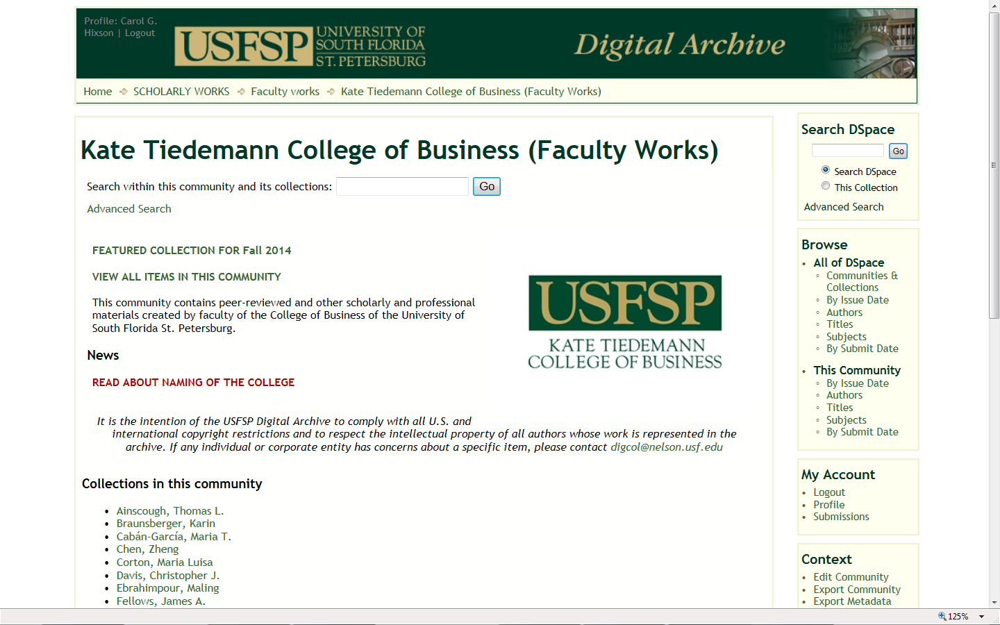 Profile: Carol G.
Hixson | Logout
USFSP
UNIVERSITY OF
SOUTH FLORIDA
ST. PETERSBURG
Digital Archive
Home SCHOLARLY WORKS Faculty works Kate Tiedemann College of Business (Faculty Works)
Kate Tiedemann College of Business (Faculty Works)
Search within this community and its collections: Go
Advanced Search
FEATURED COLLECTION FOR Fall 2014
VIEW ALL ITEMS IN THIS COMMUNITY
This community contains peer-reviewed and other scholarly and professional
materials created by faculty of the College of Business of the University of
South Florida St. Petersburg.
USFSP
KATE TIEDEMANN
COLLEGE OF BUSINESS
News
READ ABOUT NAMING OF THE COLLEGE
It is the intention of the USFSP Digital Archive to comply with all U.S. and
international copyright restrictions and to respect the intellectual property of all authors whose work is represented in the
archive. If any individual or corporate entity has concerns about a specific item, please contact digcol@nelson.usf.edu
Collections in this community
• Ainscough, Thomas L.
• Braunsberger, Karin
• Cabán-García, Maria T.
• Chen, Zheng
• Corton, Maria Luisa
• Davis, Christopher J.
• Ebrahimpour, Maling
• Fellows, James A.
Search DSpace
Go
Search DSpace
This Collection
Advanced Search
Browse
• All of DSpace
◦ Communities &
Collections
◦ By Issue Date
◦ Authors
◦ Titles
◦ Subjects
◦ By Submit Date
• This Community
◦ By Issue Date
◦ Authors
◦ Titles
◦ Subjects
◦ By Submit Date
My Account
• Logout
• Profile
• Submissions
Context
• Edit Community
• Export Community
• Export Metadata
125%